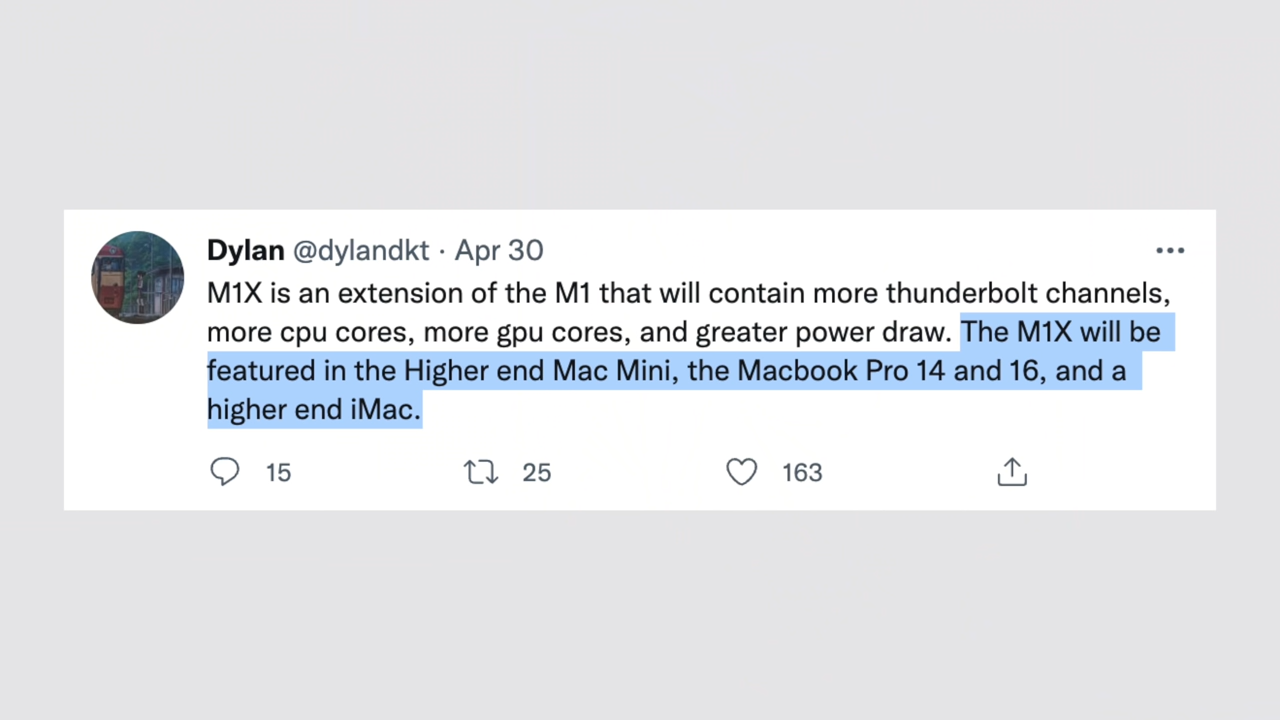 Dylan @dylandkt · Apr 30
M1X is an extension of the M1 that will contain more thunderbolt channels,
more cpu cores, more gpu cores, and greater power draw. The M1X will be
featured in the Higher end Mac Mini, the Macbook Pro 14 and 16, and a
higher end iMac.
15 25 163